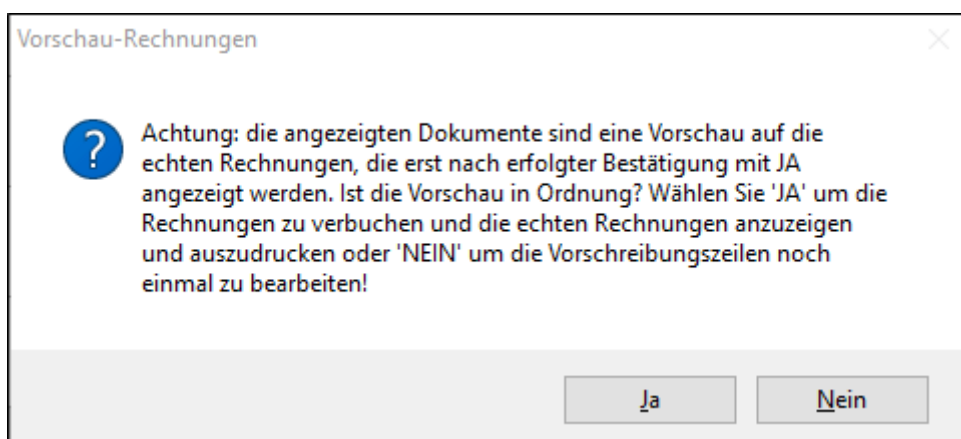 Vorschau-Rechnungen
Achtung: die angezeigten Dokumente sind eine Vorschau auf die
echten Rechnungen, die erst nach erfolgter Bestätigung mit JA
angezeigt werden. Ist die Vorschau in Ordnung? Wählen Sie 'JA' um die
Rechnungen zu verbuchen und die echten Rechnungen anzuzeigen
und auszudrucken oder 'NEIN' um die Vorschreibungszeilen noch
einmal zu bearbeiten!
Ja
Nein